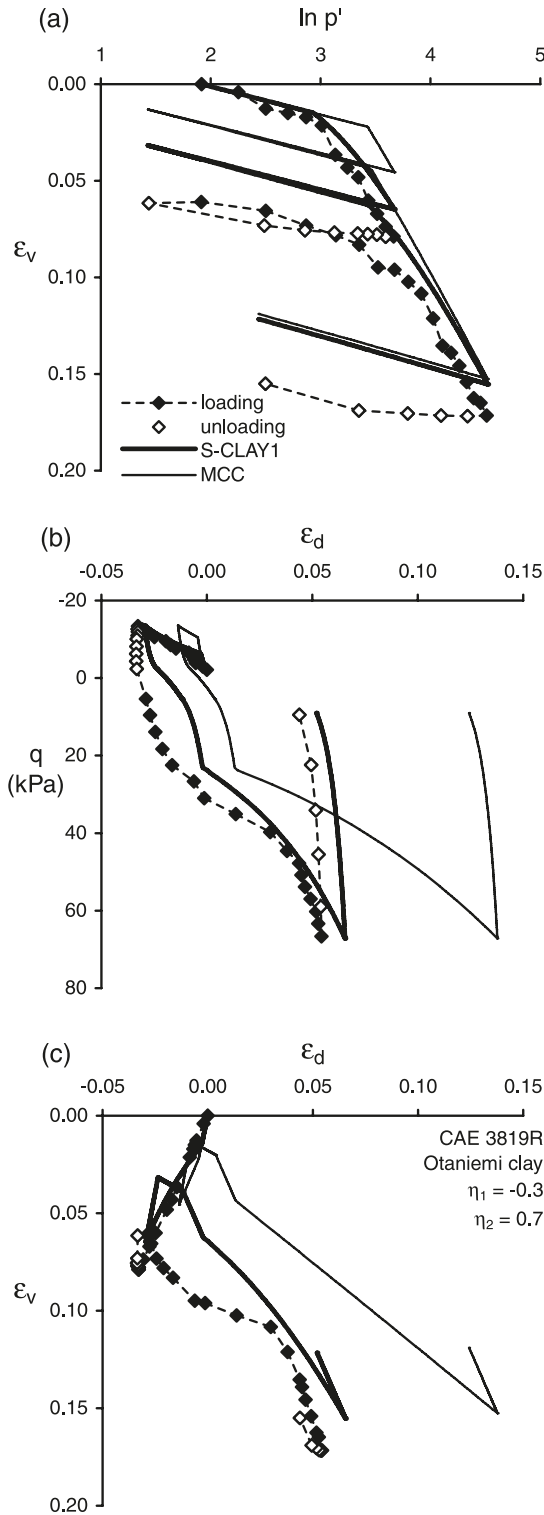 (a)
ln p'
1 2 3 4 5
0.00
0.05
0.10
0.15
0.20
εv
loading
unloading
S-CLAY1
MCC
(b)
εd
-0.05 0.00 0.05 0.10 0.15
-20
0
20
40
60
80
q
(kPa)
(c)
εd
-0.05 0.00 0.05 0.10 0.15
0.00
0.05
0.10
0.15
0.20
εv
CAE 3819R
Otaniemi clay
η1 = -0.3
η2 = 0.7